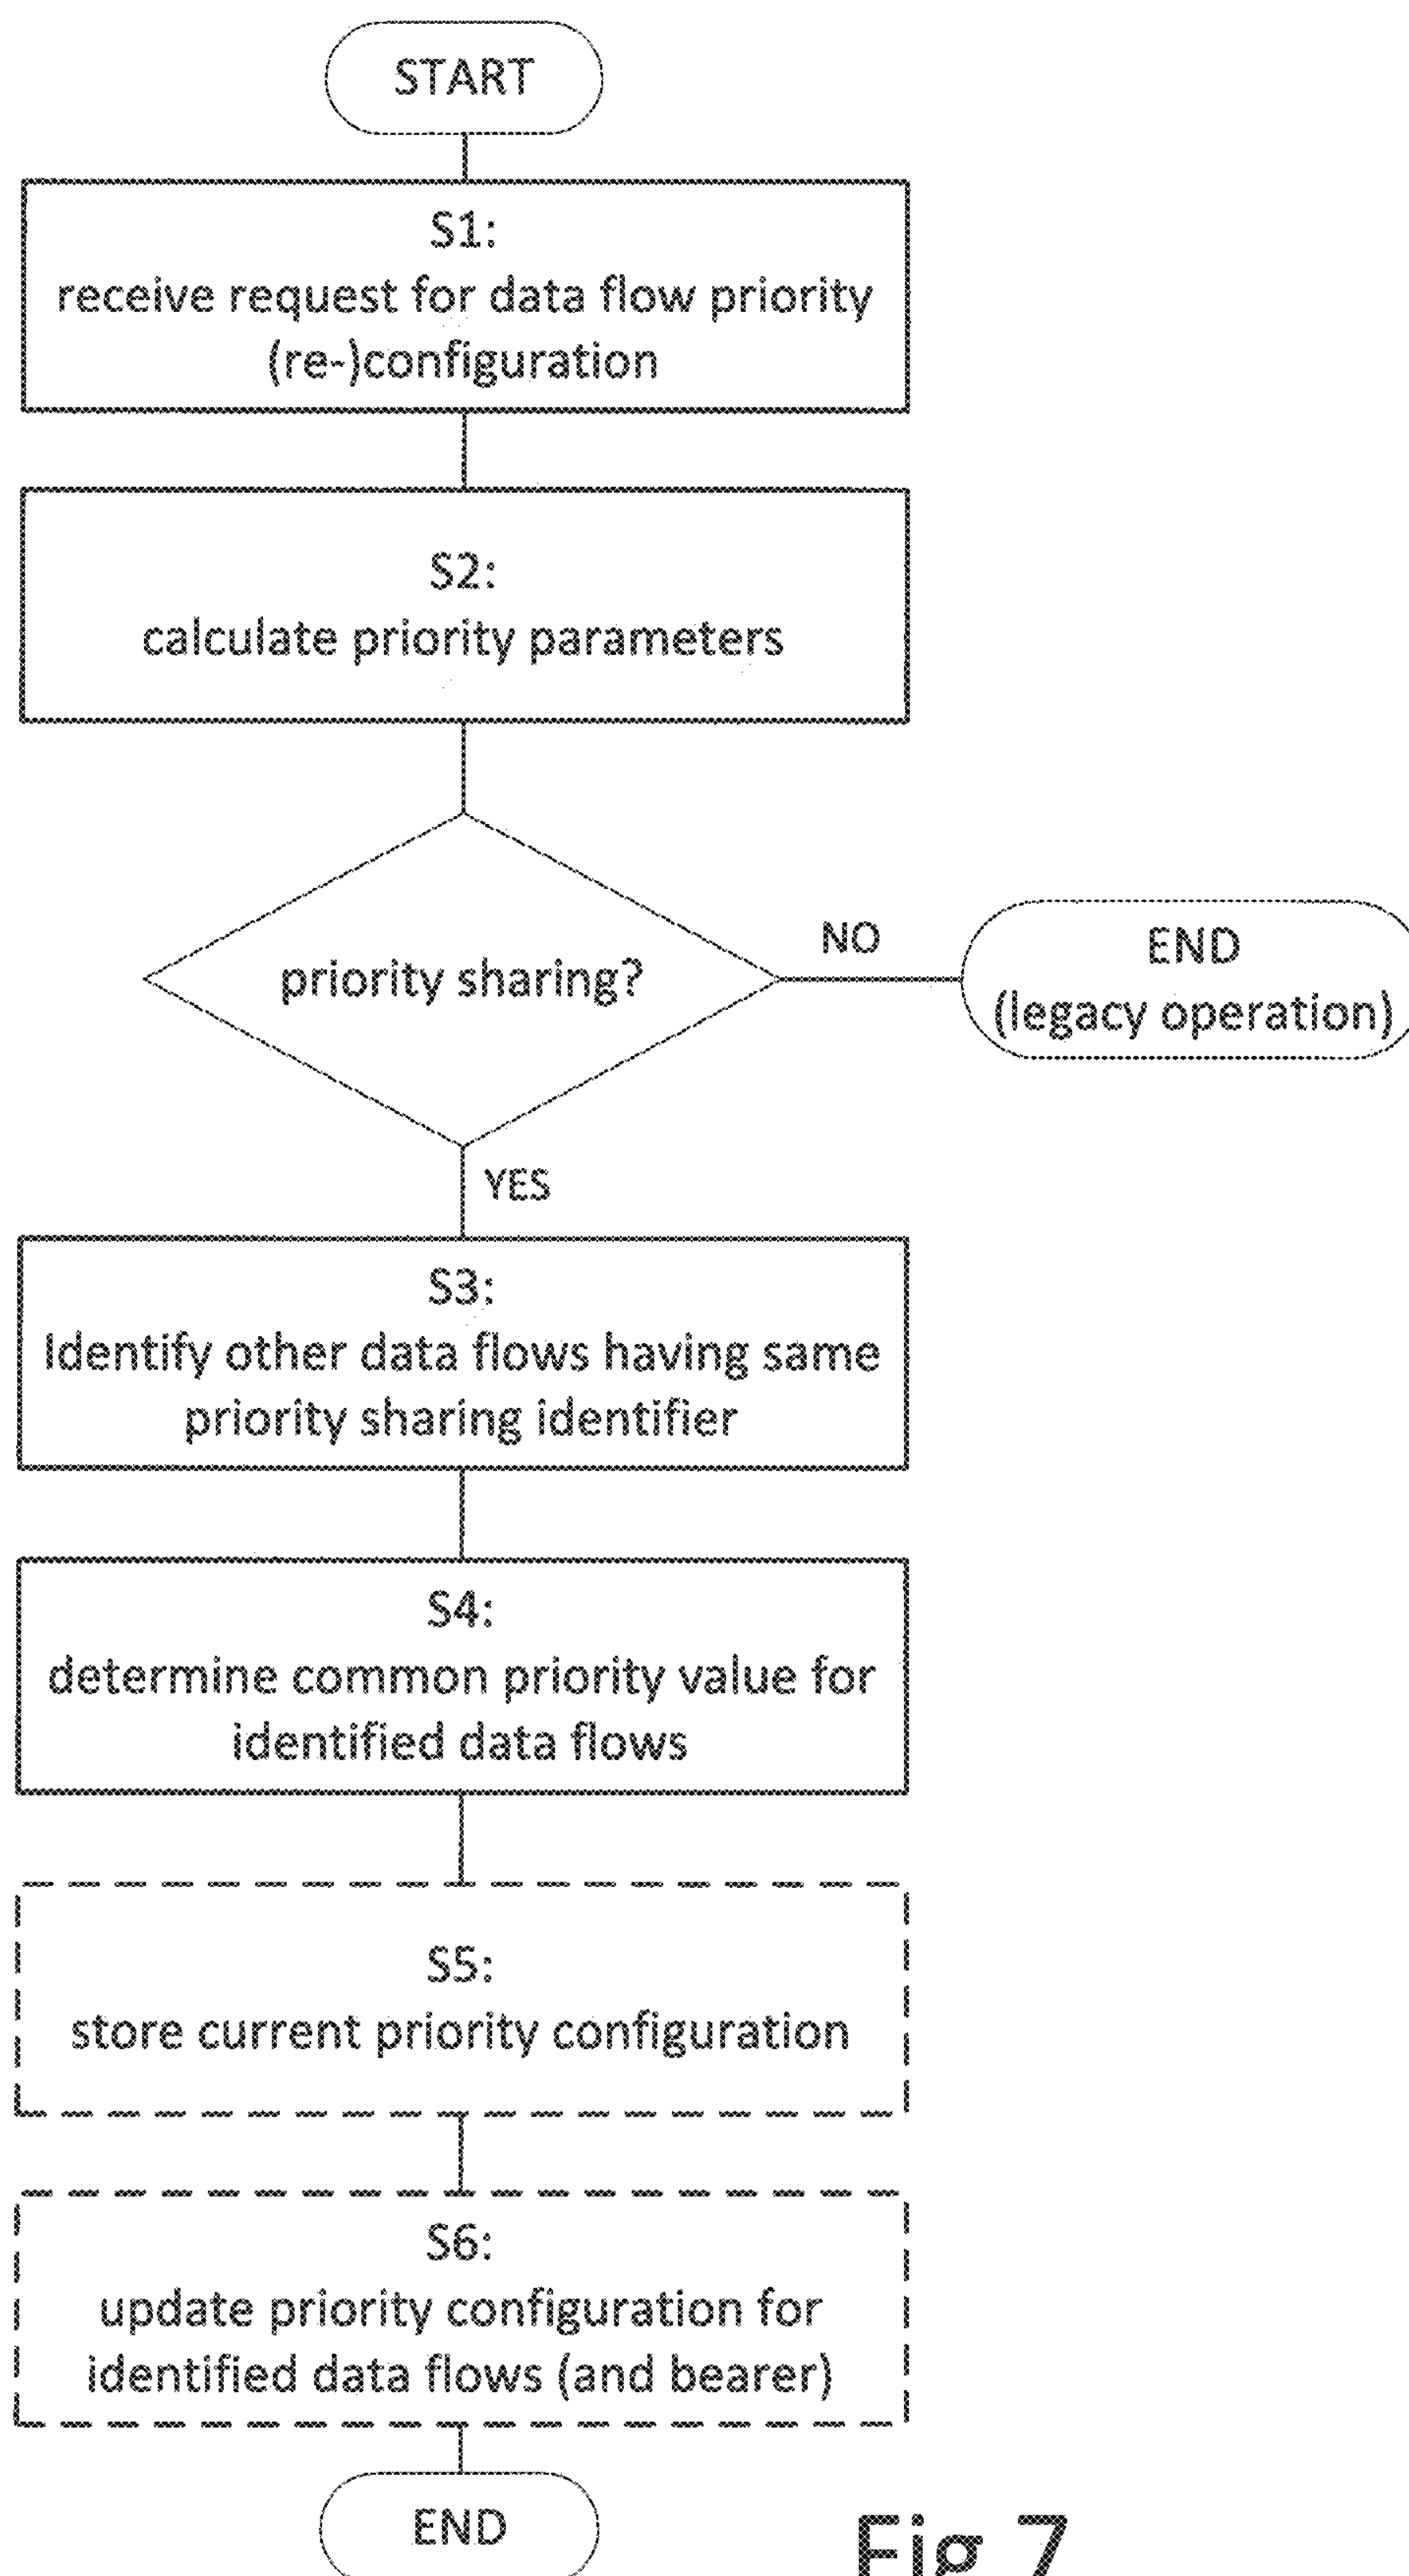 START
S1:
receive request for data flow priority
(re-)configuration
S2:
calculate priority parameters
priority sharing?
NO
END
(legacy operation)
YES
S3:
Identify other data flows having same
priority sharing identifier
S4:
determine common priority value for
identified data flows
S5:
store current priority configuration
S6:
update priority configuration for
identified data flows (and bearer)
END
Fig 7